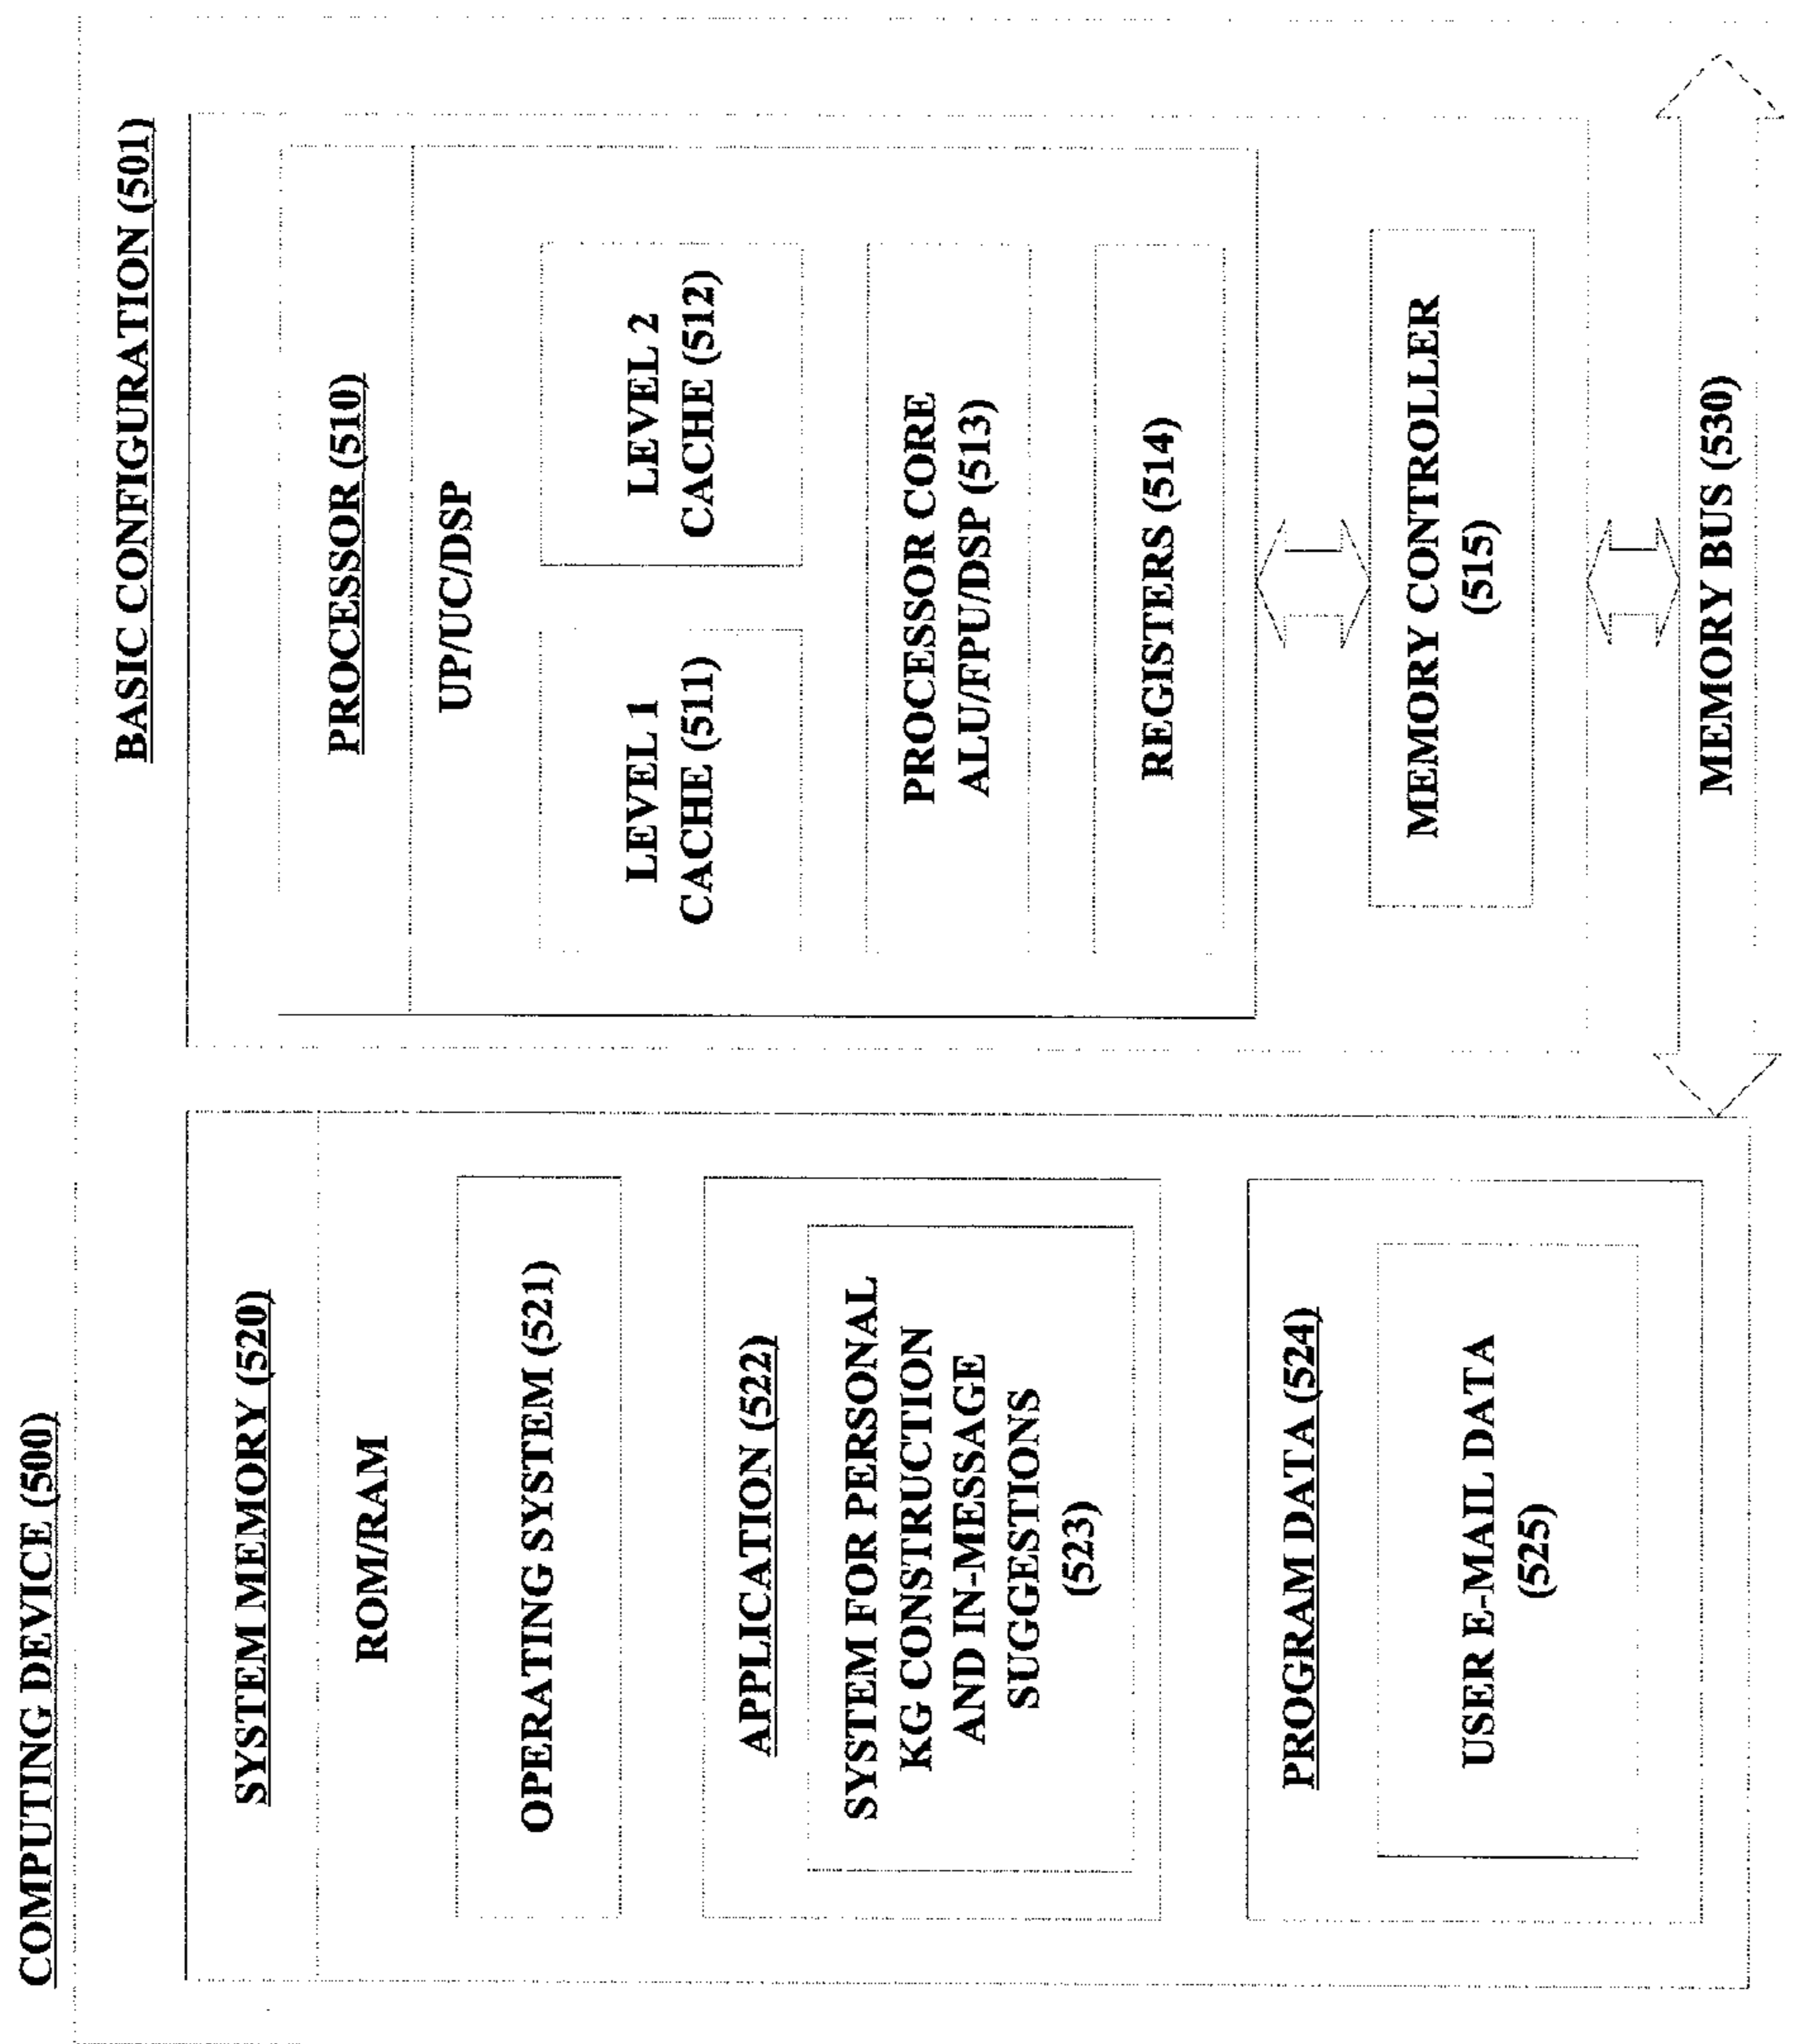 COMPUTING DEVICE (500)
BASIC CONFIGURATION (501)
SYSTEM MEMORY (520)
ROM/RAM
OPERATING SYSTEM (521)
APPLICATION (522)
SYSTEM FOR PERSONAL
KG CONSTRUCTION
AND IN-MESSAGE
SUGGESTIONS
(523)
PROGRAM DATA (524)
USER E-MAIL DATA
(525)
PROCESSOR (510)
UP/UC/DSP
LEVEL 1
CACHE (511)
LEVEL 2
CACHE (512)
PROCESSOR CORE
ALU/FPU/DSP (513)
REGISTERS (514)
MEMORY CONTROLLER
(515)
MEMORY BUS (530)